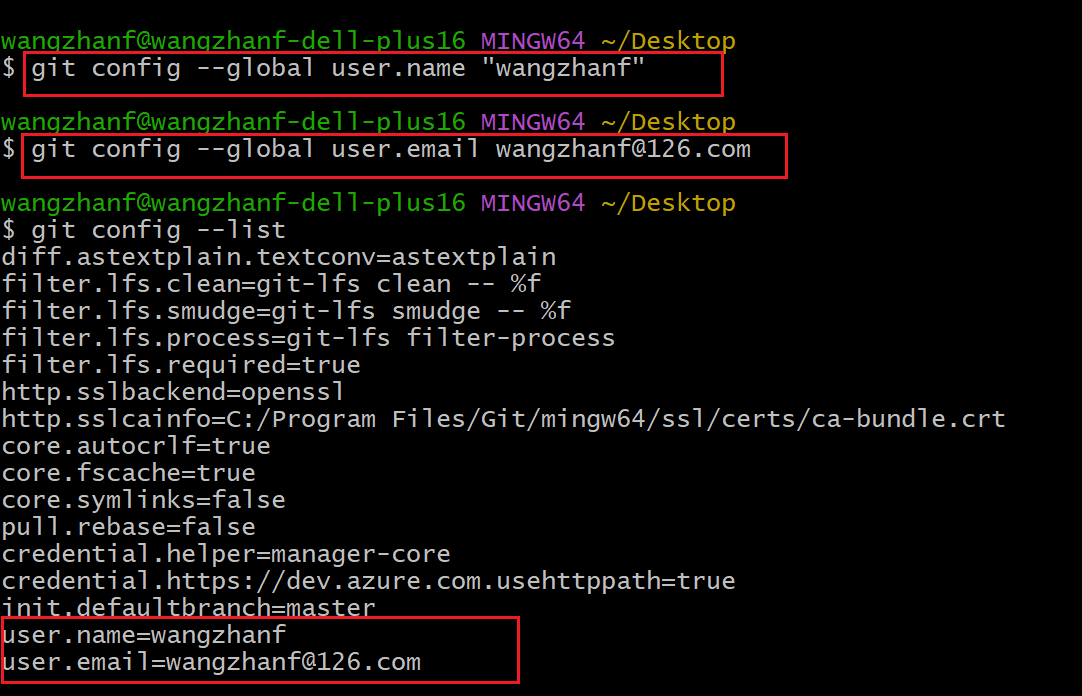 wangzhanf@wangzhanf-dell-plus16 MINGW64 ~/Desktop
$ git config --global user.name "wangzhanf"
wangzhanf@wangzhanf-dell-plus16 MINGW64 ~/Desktop
$ git config --global user.email wangzhanf@126.com
wangzhanf@wangzhanf-dell-plus16 MINGW64 ~/Desktop
$ git config --list
diff.astextplain.textconv=astextplain
filter.lfs.clean=git-lfs clean -- %f
filter.lfs.smudge=git-lfs smudge -- %f
filter.lfs.process=git-lfs filter-process
filter.lfs.required=true
http.sslbackend=openssl
http.sslcainfo=C:/Program Files/Git/mingw64/ssl/certs/ca-bundle.crt
core.autocrlf=true
core.fscache=true
core.symlinks=false
pull.rebase=false
credential.helper=manager-core
credential.https://dev.azure.com.usehttppath=true
init.defaultbranch=master
user.name=wangzhanf
user.email=wangzhanf@126.com